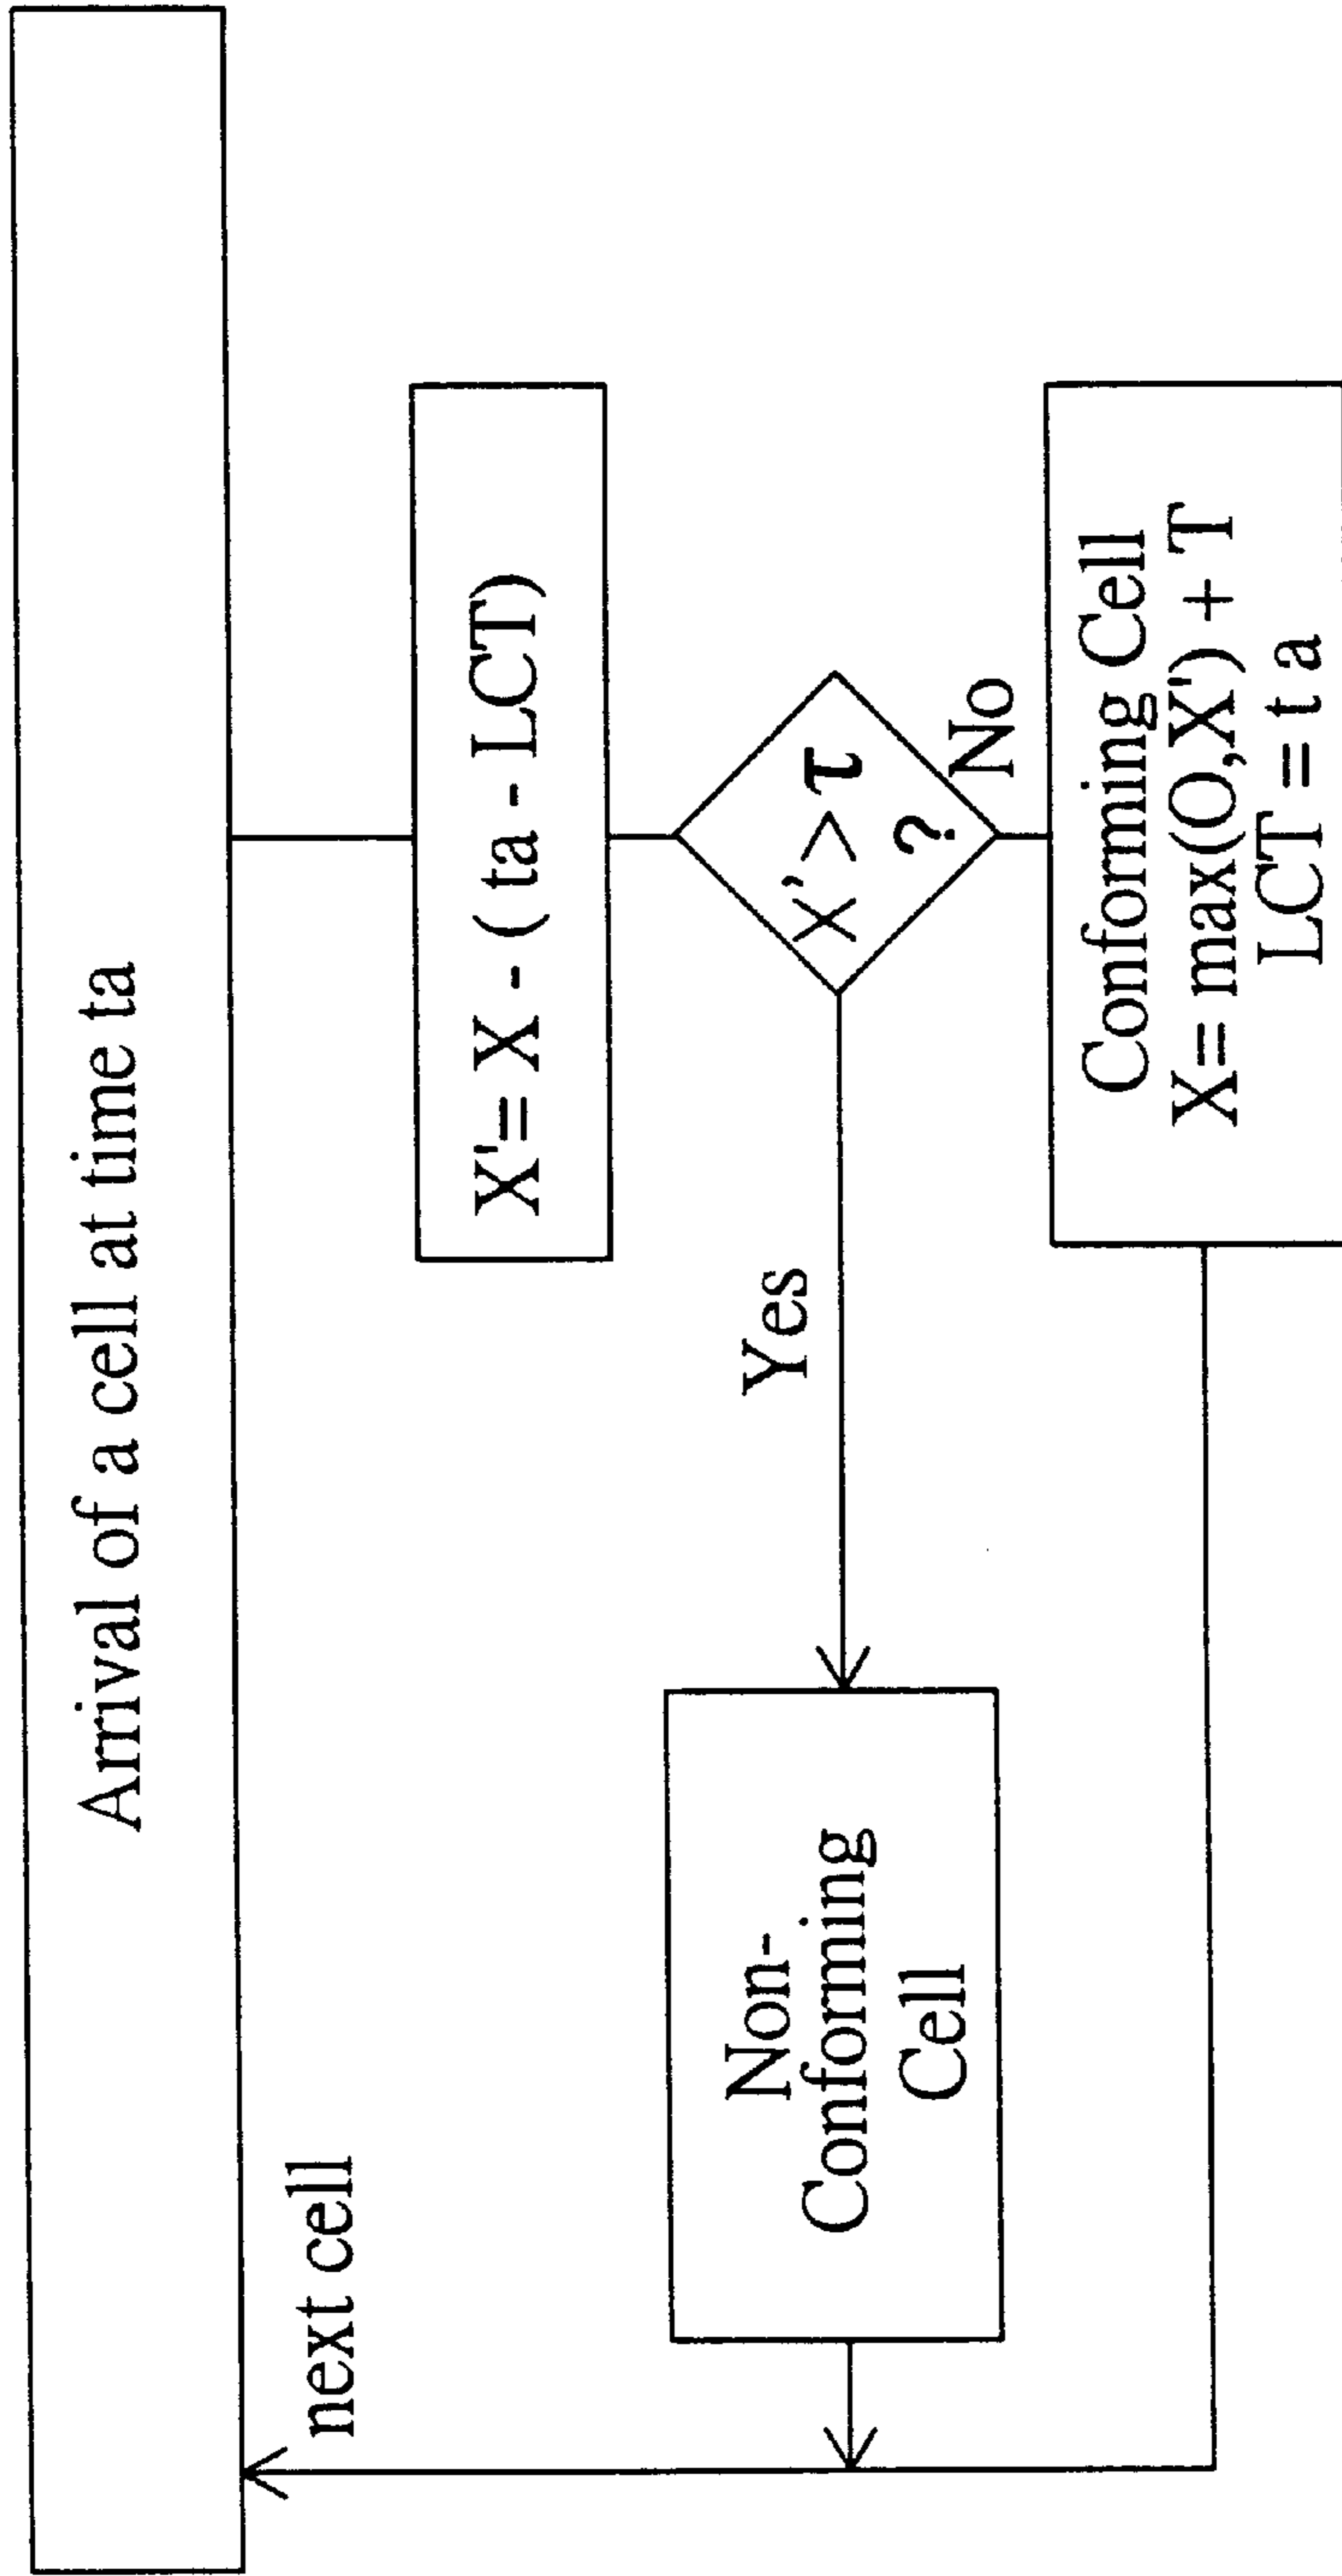 Arrival of a cell at time ta
X'= X - ( ta - LCT)
X' > τ
?
Yes
No
Non-
Conforming
Cell
Conforming Cell
X= max(O,X') + T
LCT = t a
next cell